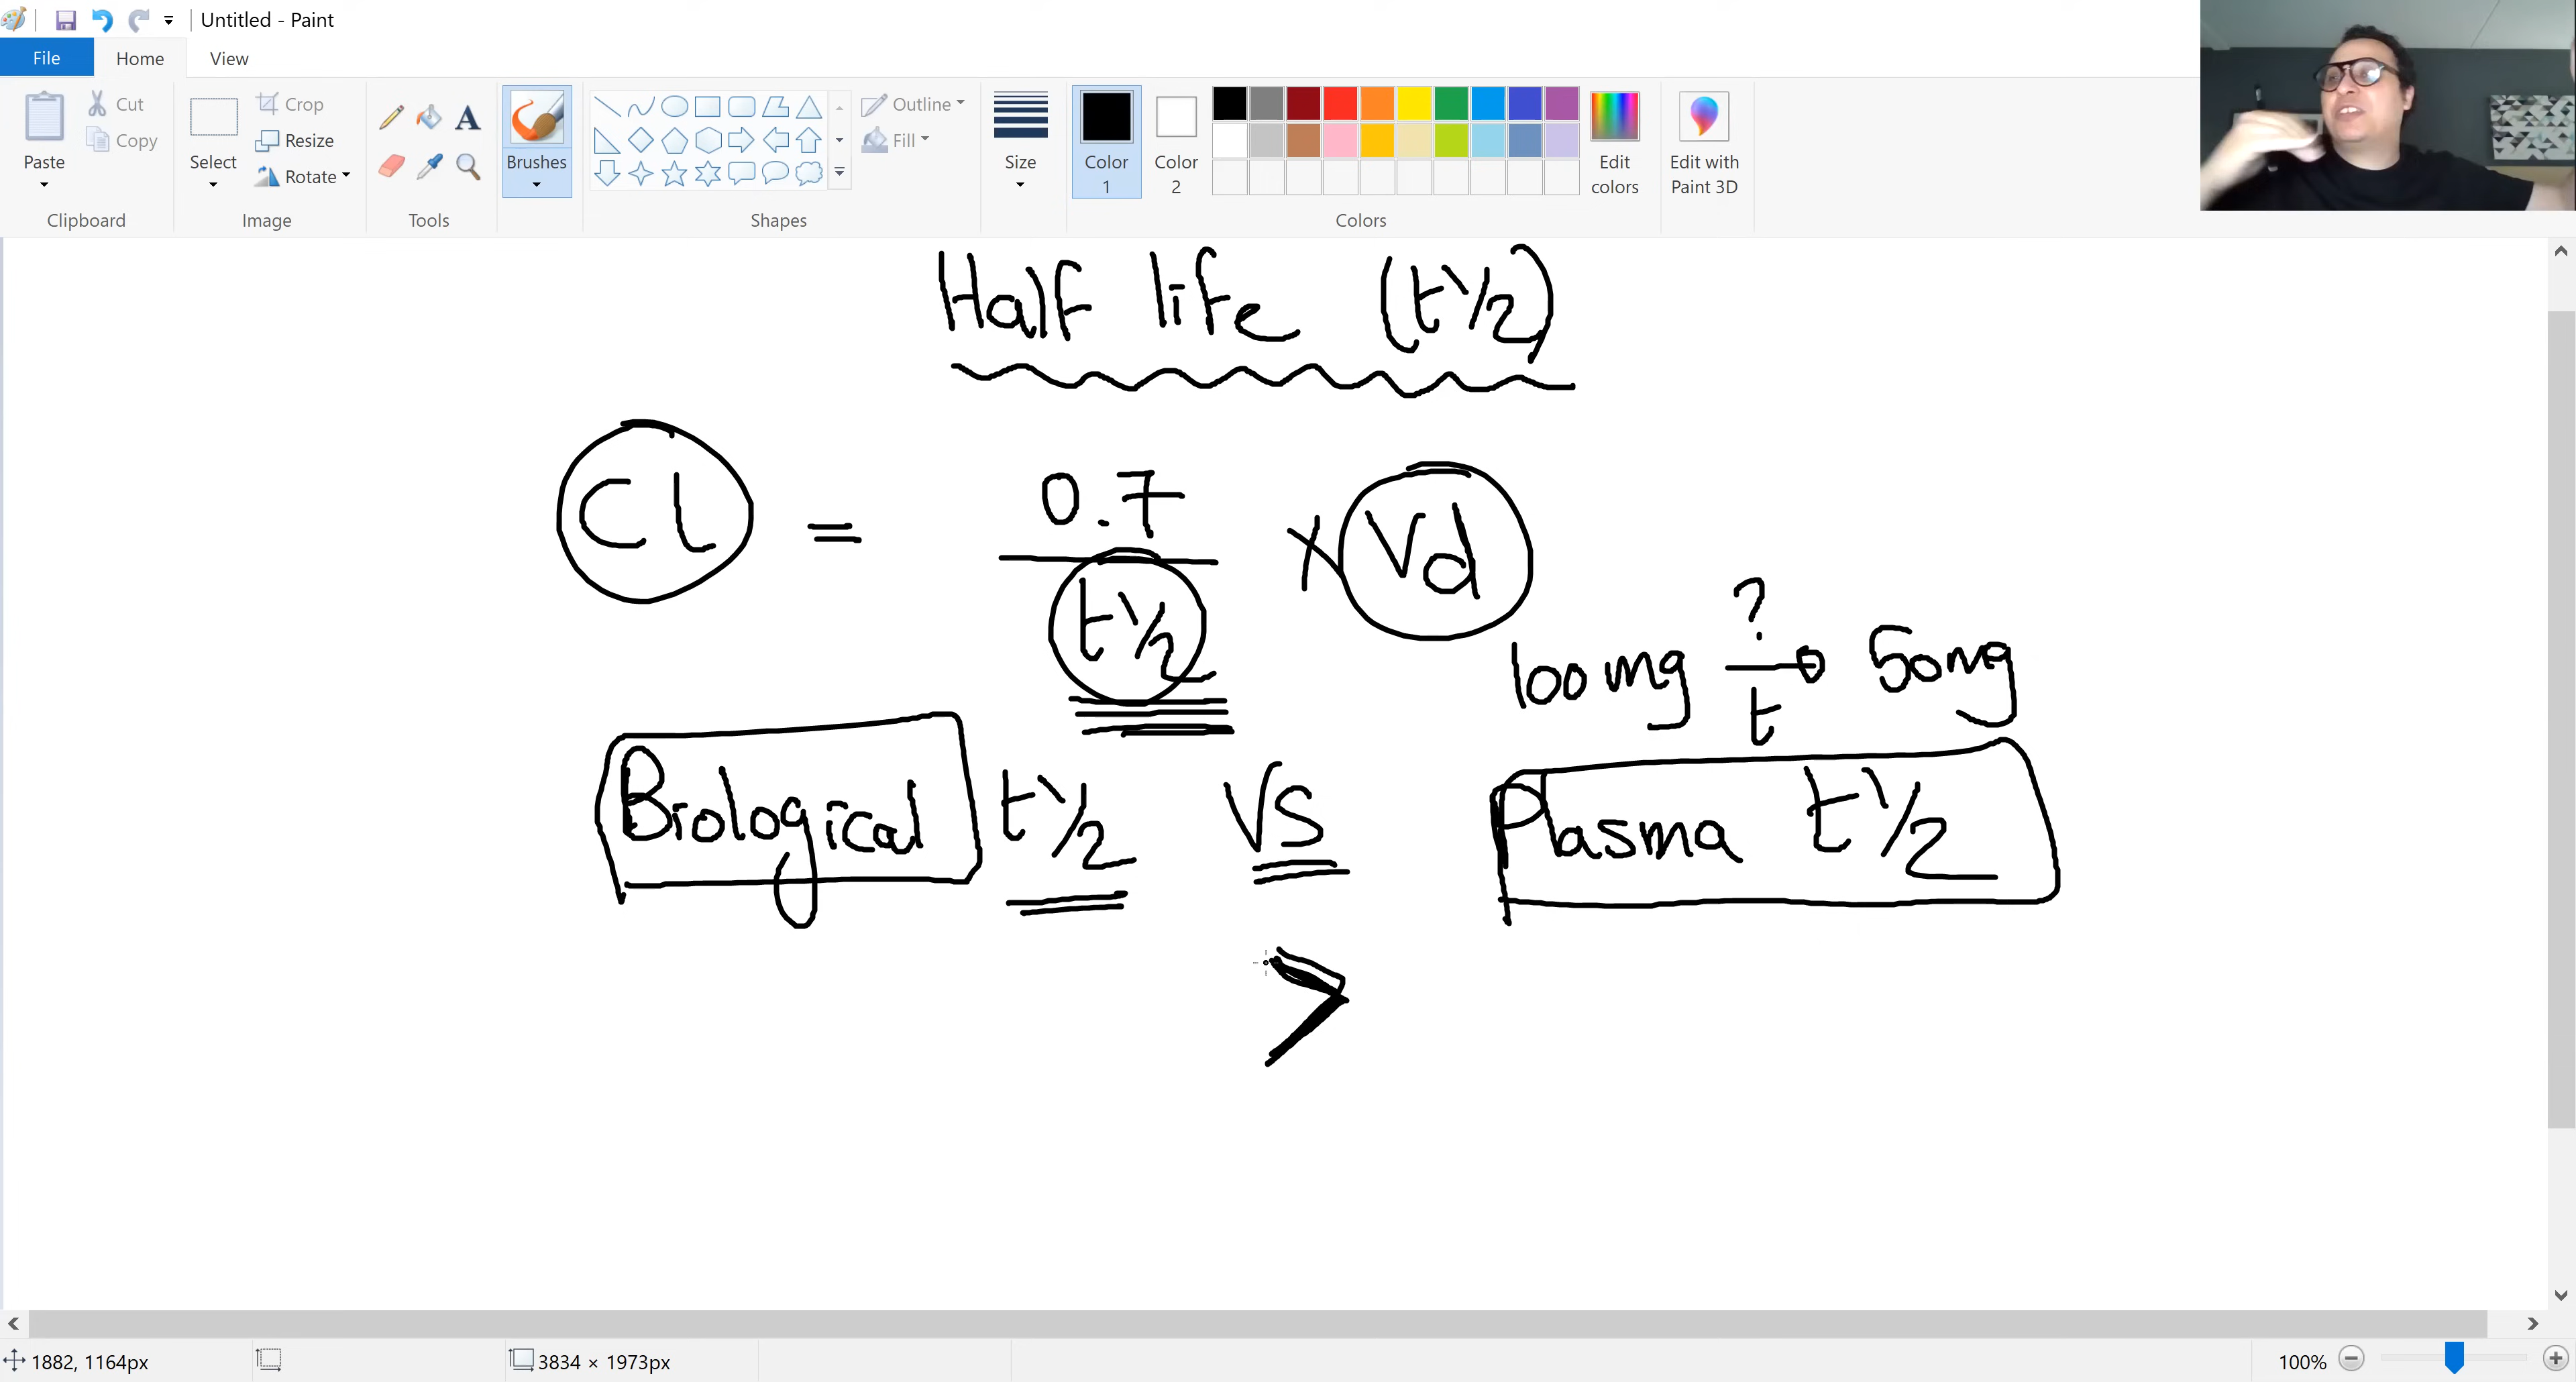 Untitled - Paint
File Home View
Paste
Cut
Copy
Clipboard
Select
Crop
Resize
Rotate
Image
Tools
Brushes
Shapes
Outline
Fill
Size
Color 1
Color 2
Colors
Edit colors
Edit with Paint 3D
Half life (t½)
Cl = 0.7 / t½ x Vd
?
100 mg → 50mg
t
Biological t½ VS Plasma t½
>
1882, 1164px
3834 × 1973px
100%